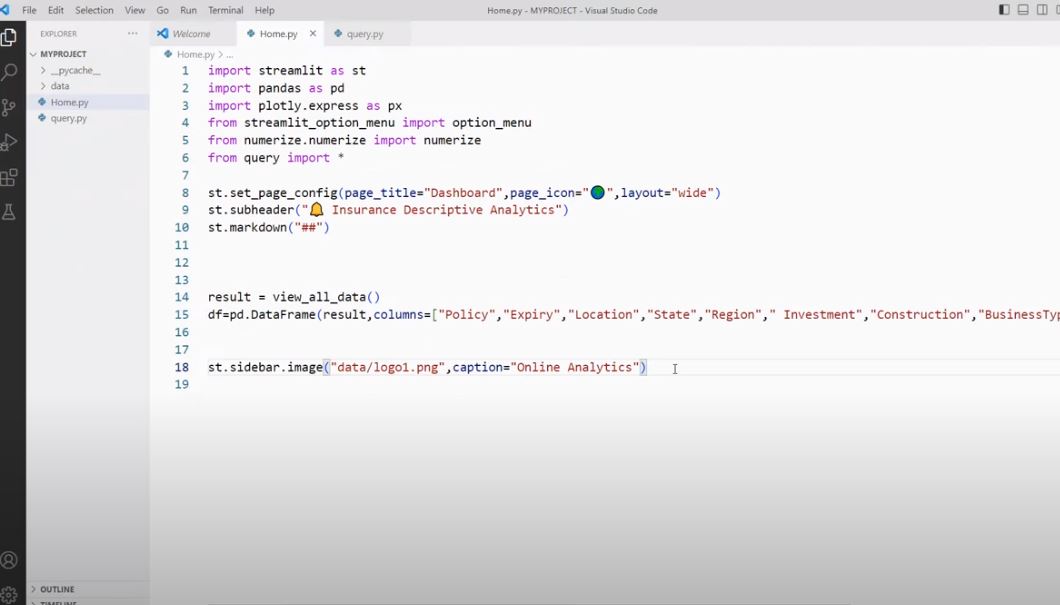 File Edit Selection View Go Run Terminal Help
Home.py - MYPROJECT - Visual Studio Code
EXPLORER ...
MYPROJECT
__pycache__
data
Home.py
query.py
OUTLINE
TIMELINE
Welcome Home.py query.py
Home.py > ...
1 import streamlit as st
2 import pandas as pd
3 import plotly.express as px
4 from streamlit_option_menu import option_menu
5 from numerize.numerize import numerize
6 from query import *
7
8 st.set_page_config(page_title="Dashboard",page_icon="🌍",layout="wide")
9 st.subheader("🔔 Insurance Descriptive Analytics")
10 st.markdown("##")
11
12
13
14 result = view_all_data()
15 df=pd.DataFrame(result,columns=["Policy","Expiry","Location","State","Region"," Investment","Construction","BusinessTyp
16
17
18 st.sidebar.image("data/logo1.png",caption="Online Analytics")
19